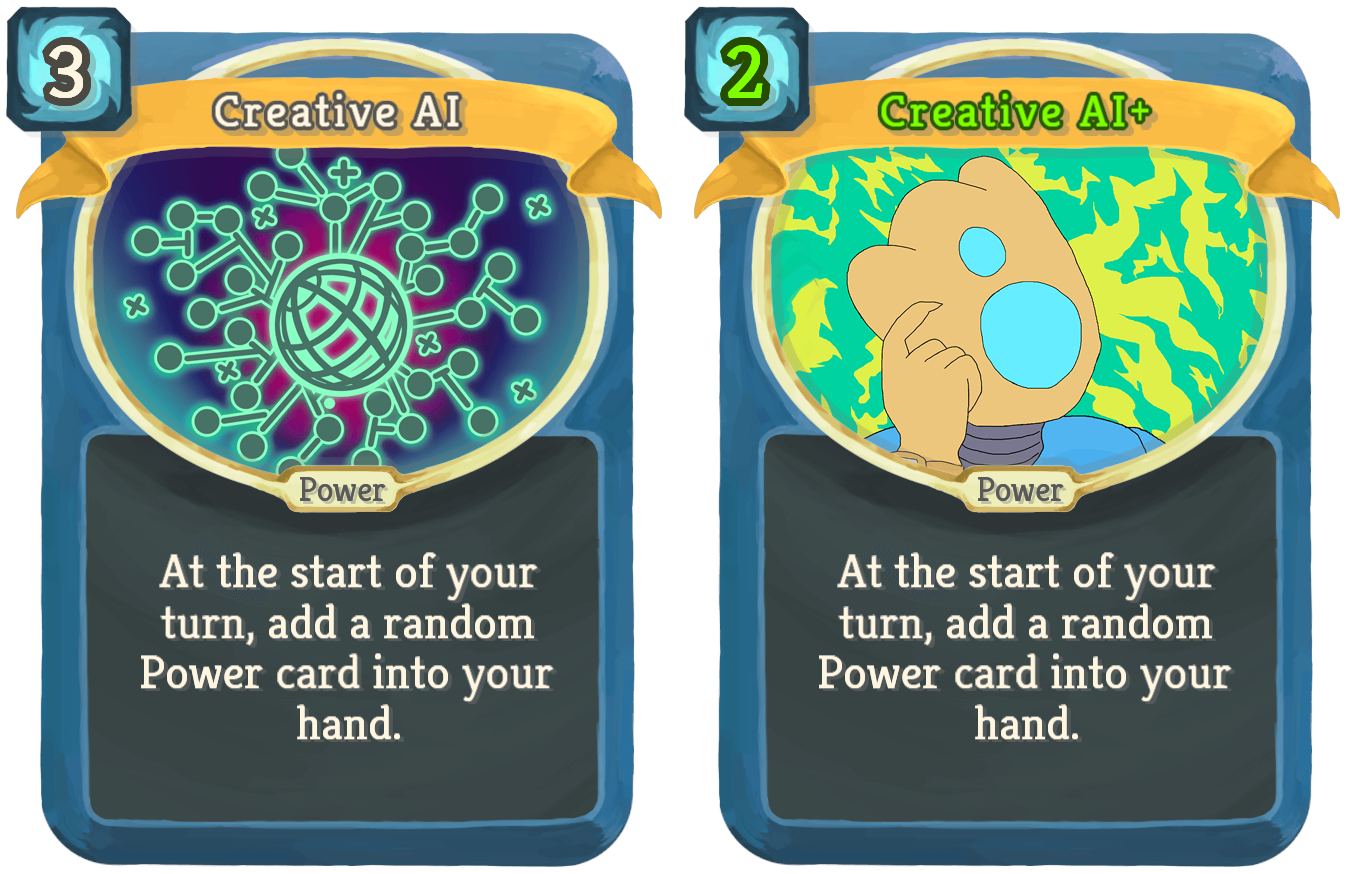 3
Creative AI
Power
At the start of your
turn, add a random
Power card into your
hand.
2
Creative AI+
Power
At the start of your
turn, add a random
Power card into your
hand.